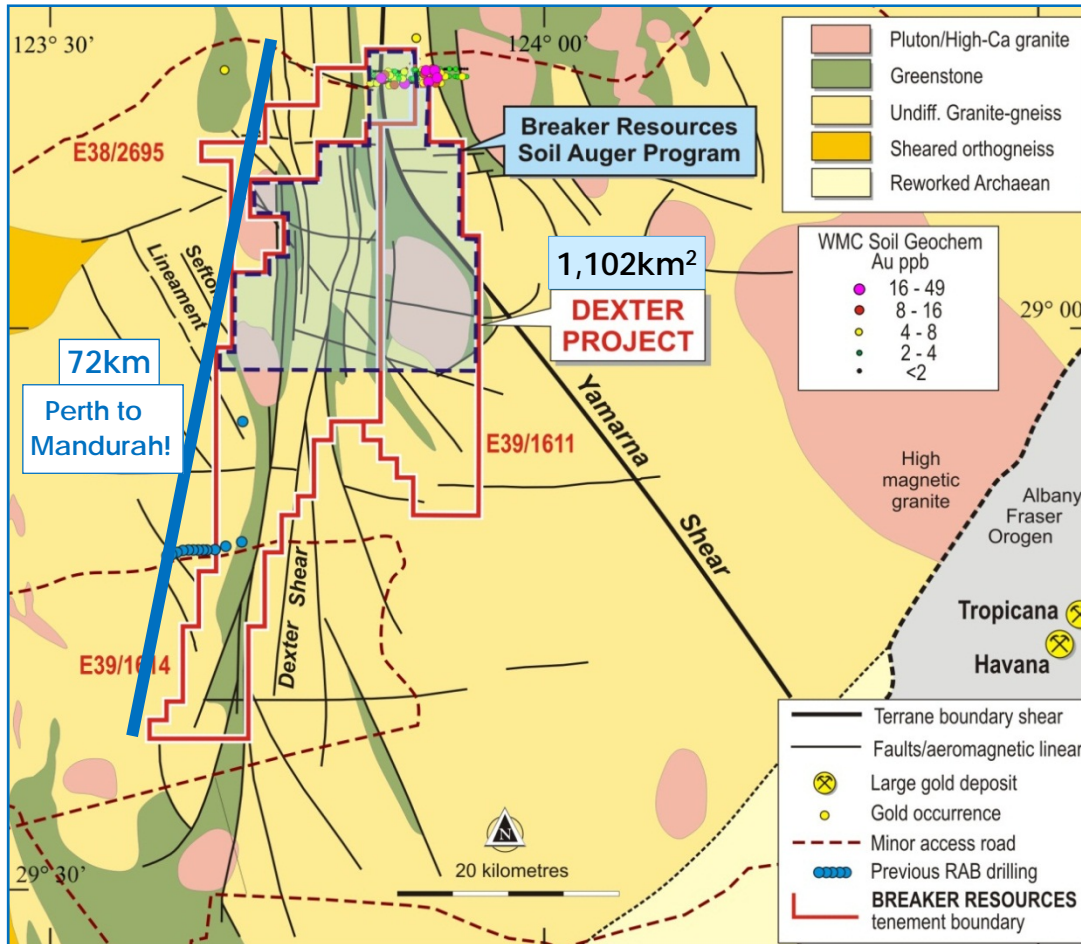 123° 30’
124° 00’
Pluton/High-Ca granite
Greenstone
Undiff. Granite-gneiss
Sheared orthogneiss
Reworked Archaean
E38/2695
Breaker Resources
Soil Auger Program
WMC Soil Geochem
Au ppb
16 - 49
8 - 16
4 - 8
2 - 4
<2
1,102km²
DEXTER
PROJECT
29° 00’
Sefton
Lineament
72km
Perth to
Mandurah!
Yamarna
Shear
E39/1611
High
magnetic
granite
Albany
Fraser
Orogen
Dexter Shear
Tropicana
Havana
E39/1614
Terrane boundary shear
Faults/aeromagnetic linear
Large gold deposit
Gold occurrence
Minor access road
Previous RAB drilling
BREAKER RESOURCES
tenement boundary
N
20 kilometres
29° 30’